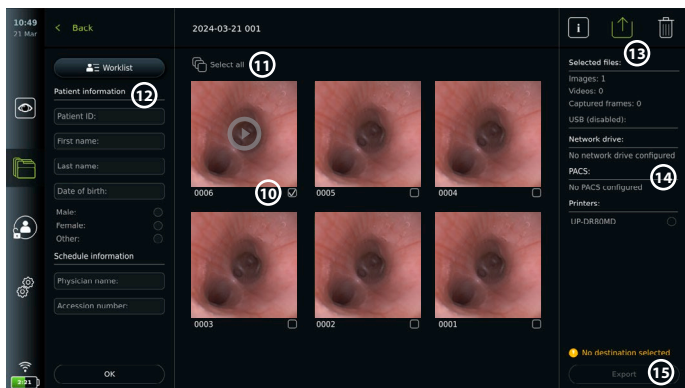 10:49
21 Mar
< Back
2024-03-21 001
i
Worklist
Patient information
12
Patient ID:
First name:
Last name:
Date of birth:
Male:
Female:
Other:
Schedule information
Physician name:
Accession number:
OK
Select all
11
0006
10
0005
0004
0003
0002
0001
13
Selected files:
Images: 1
Videos: 0
Captured frames: 0
USB (disabled):
Network drive:
No network drive configured
PACS:
14
No PACS configured
Printers:
UP-DR80MD
No destination selected
Export
15
2:21